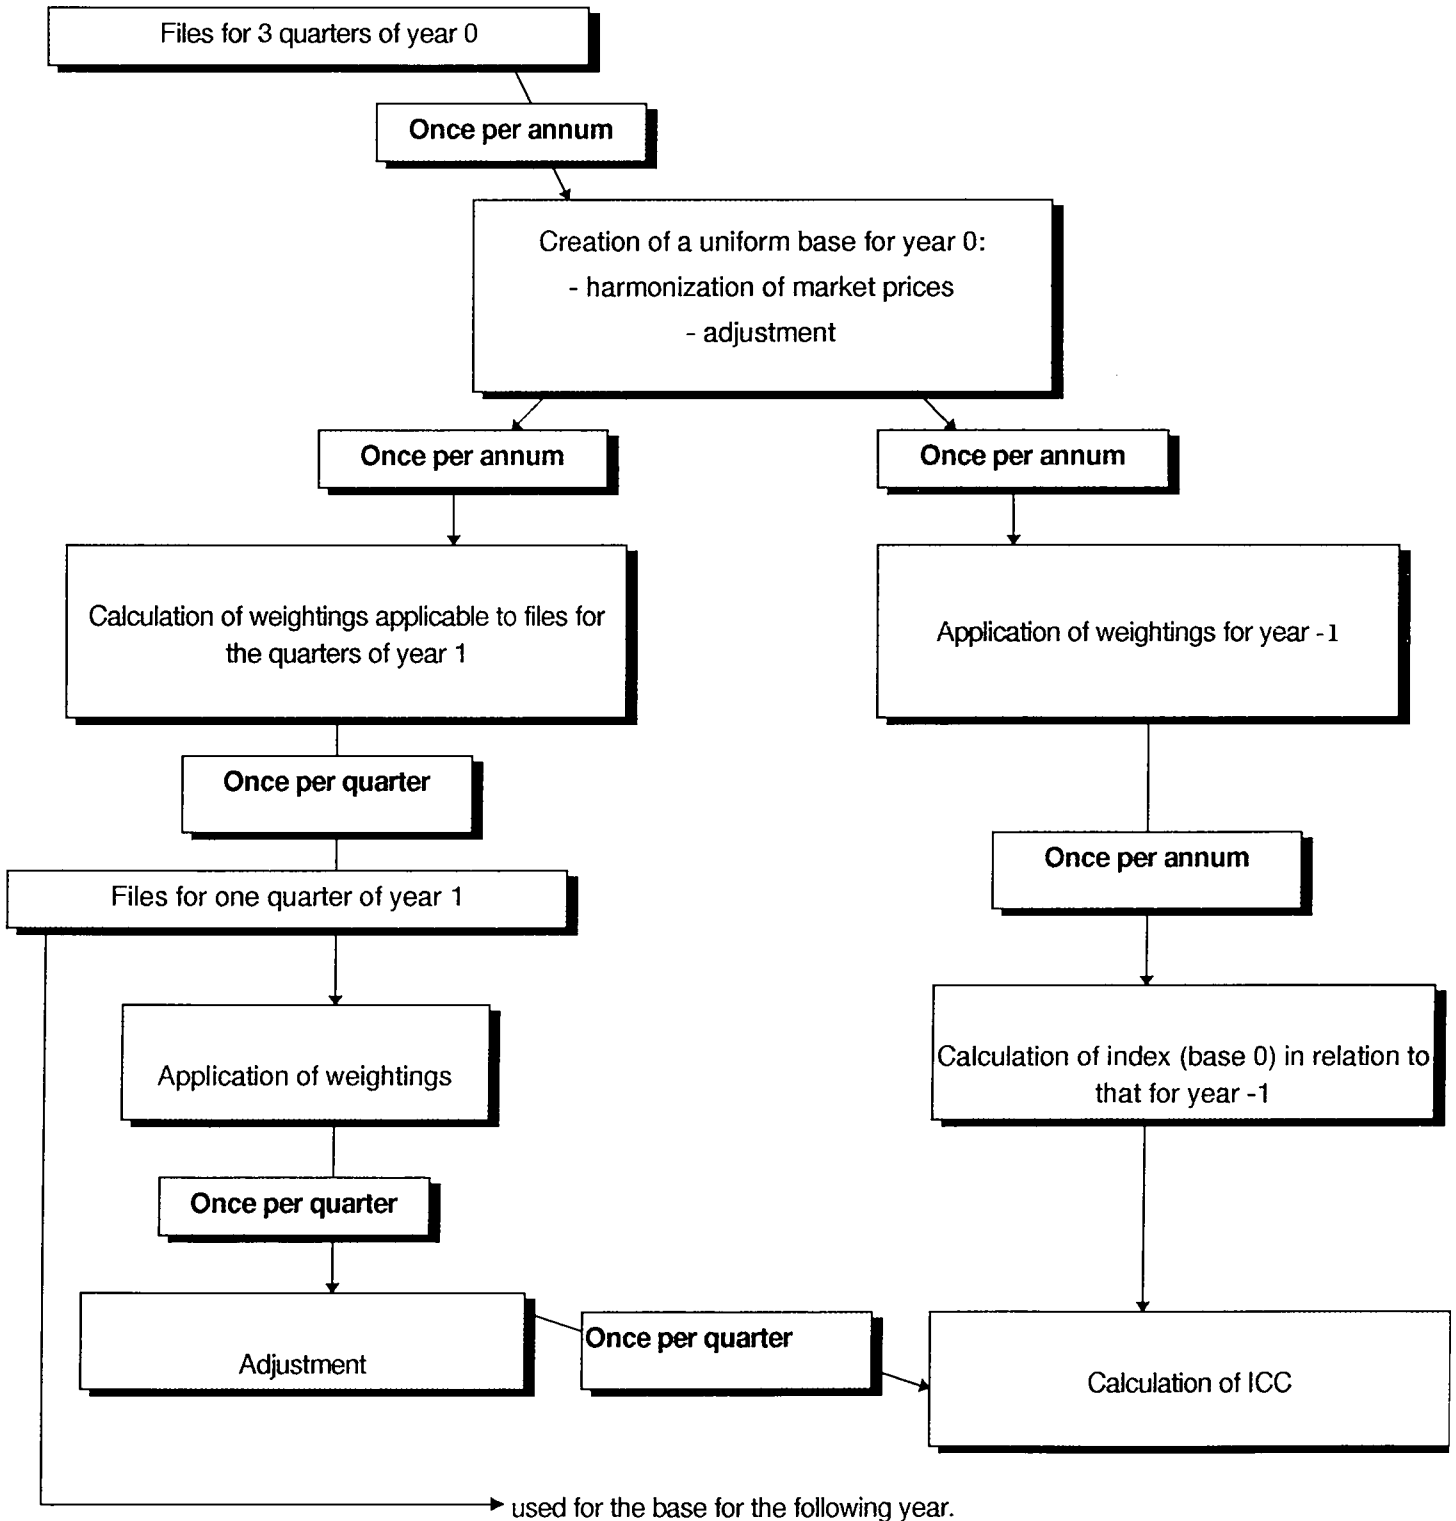 Files for 3 quarters of year 0
Once per annum
Creation of a uniform base for year 0:
- harmonization of market prices
- adjustment
Once per annum
Once per annum
Calculation of weightings applicable to files for
the quarters of year 1
Application of weightings for year -1
Once per quarter
Once per annum
Files for one quarter of year 1
Application of weightings
Calculation of index (base 0) in relation to
that for year -1
Once per quarter
Adjustment
Once per quarter
Calculation of ICC
used for the base for the following year.